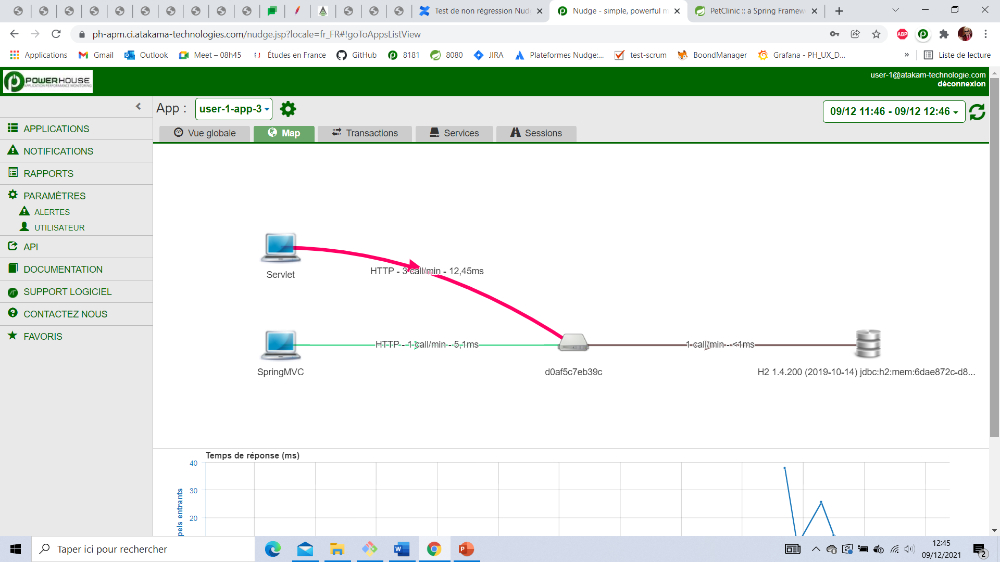 Test de non régression Nud
Nudge - simple, powerful m
PetClinic :: a Spring Framew
ph-apm.ci.atakama-technologies.com/nudge.jsp?locale=fr_FR#!goToAppsListView
ABP
Applications
Gmail
Outlook
Meet – 08h45
Études en France
GitHub
8181
8080
JIRA
Plateformes Nudge:...
test-scrum
BoondManager
Grafana - PH_UX_D...
»
Liste de lecture
POWERHOUSE
APPLICATION PERFORMANCE MONITORING
user-1@atakam-technologie.com
déconnexion
App :
user-1-app-3
09/12 11:46 - 09/12 12:46
Vue globale
Map
Transactions
Services
Sessions
APPLICATIONS
NOTIFICATIONS
RAPPORTS
PARAMÈTRES
ALERTES
UTILISATEUR
API
DOCUMENTATION
SUPPORT LOGICIEL
CONTACTEZ NOUS
FAVORIS
Servlet
HTTP - 3 call/min - 12,45ms
SpringMVC
HTTP - 1 call/min - 5,1ms
d0af5c7eb39c
1 call/min - <1ms
H2 1.4.200 (2019-10-14) jdbc:h2:mem:6dae872c-d8...
Temps de réponse (ms)
40
30
20
pels entrants
Taper ici pour rechercher
12:45
09/12/2021
2